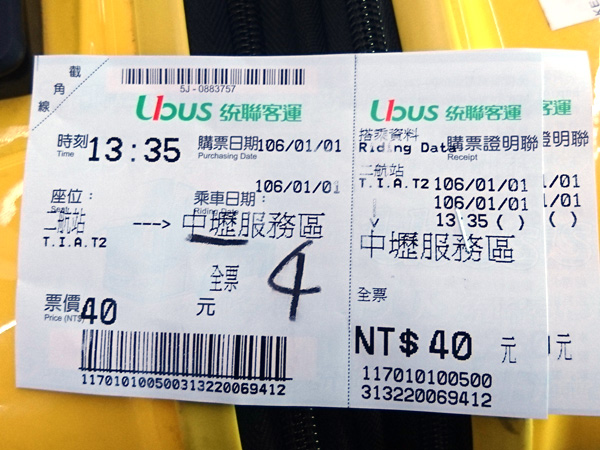 截角線
5J-0883757
Ubus 統聯客運
時刻 13:35 購票日期 106/01/01
Time Purchasing Date
座位: 乘車日期: 106/01/01
二航站 ---> 中壢服務區
T.I.A.T2
全票 4
票價 40 元
Price (NT$)
117010100500313220069412
Ubus 統聯客運
搭乘資料 購票證明聯
Riding Data Receipt
二航站
T.I.A.T2 106/01/01
106/01/01
13:35 ( )
中壢服務區
全票
NT$ 40 元
117010100500
313220069412
客運
證明聯
/01/01
/01/01
( )
元